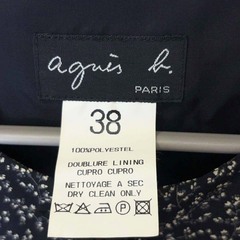 agnès b.
PARIS
38
100%POLYESTEL
DOUBLURE LINING
CUPRO CUPRO
NETTOYAGE A SEC
DRY CLEAN ONLY